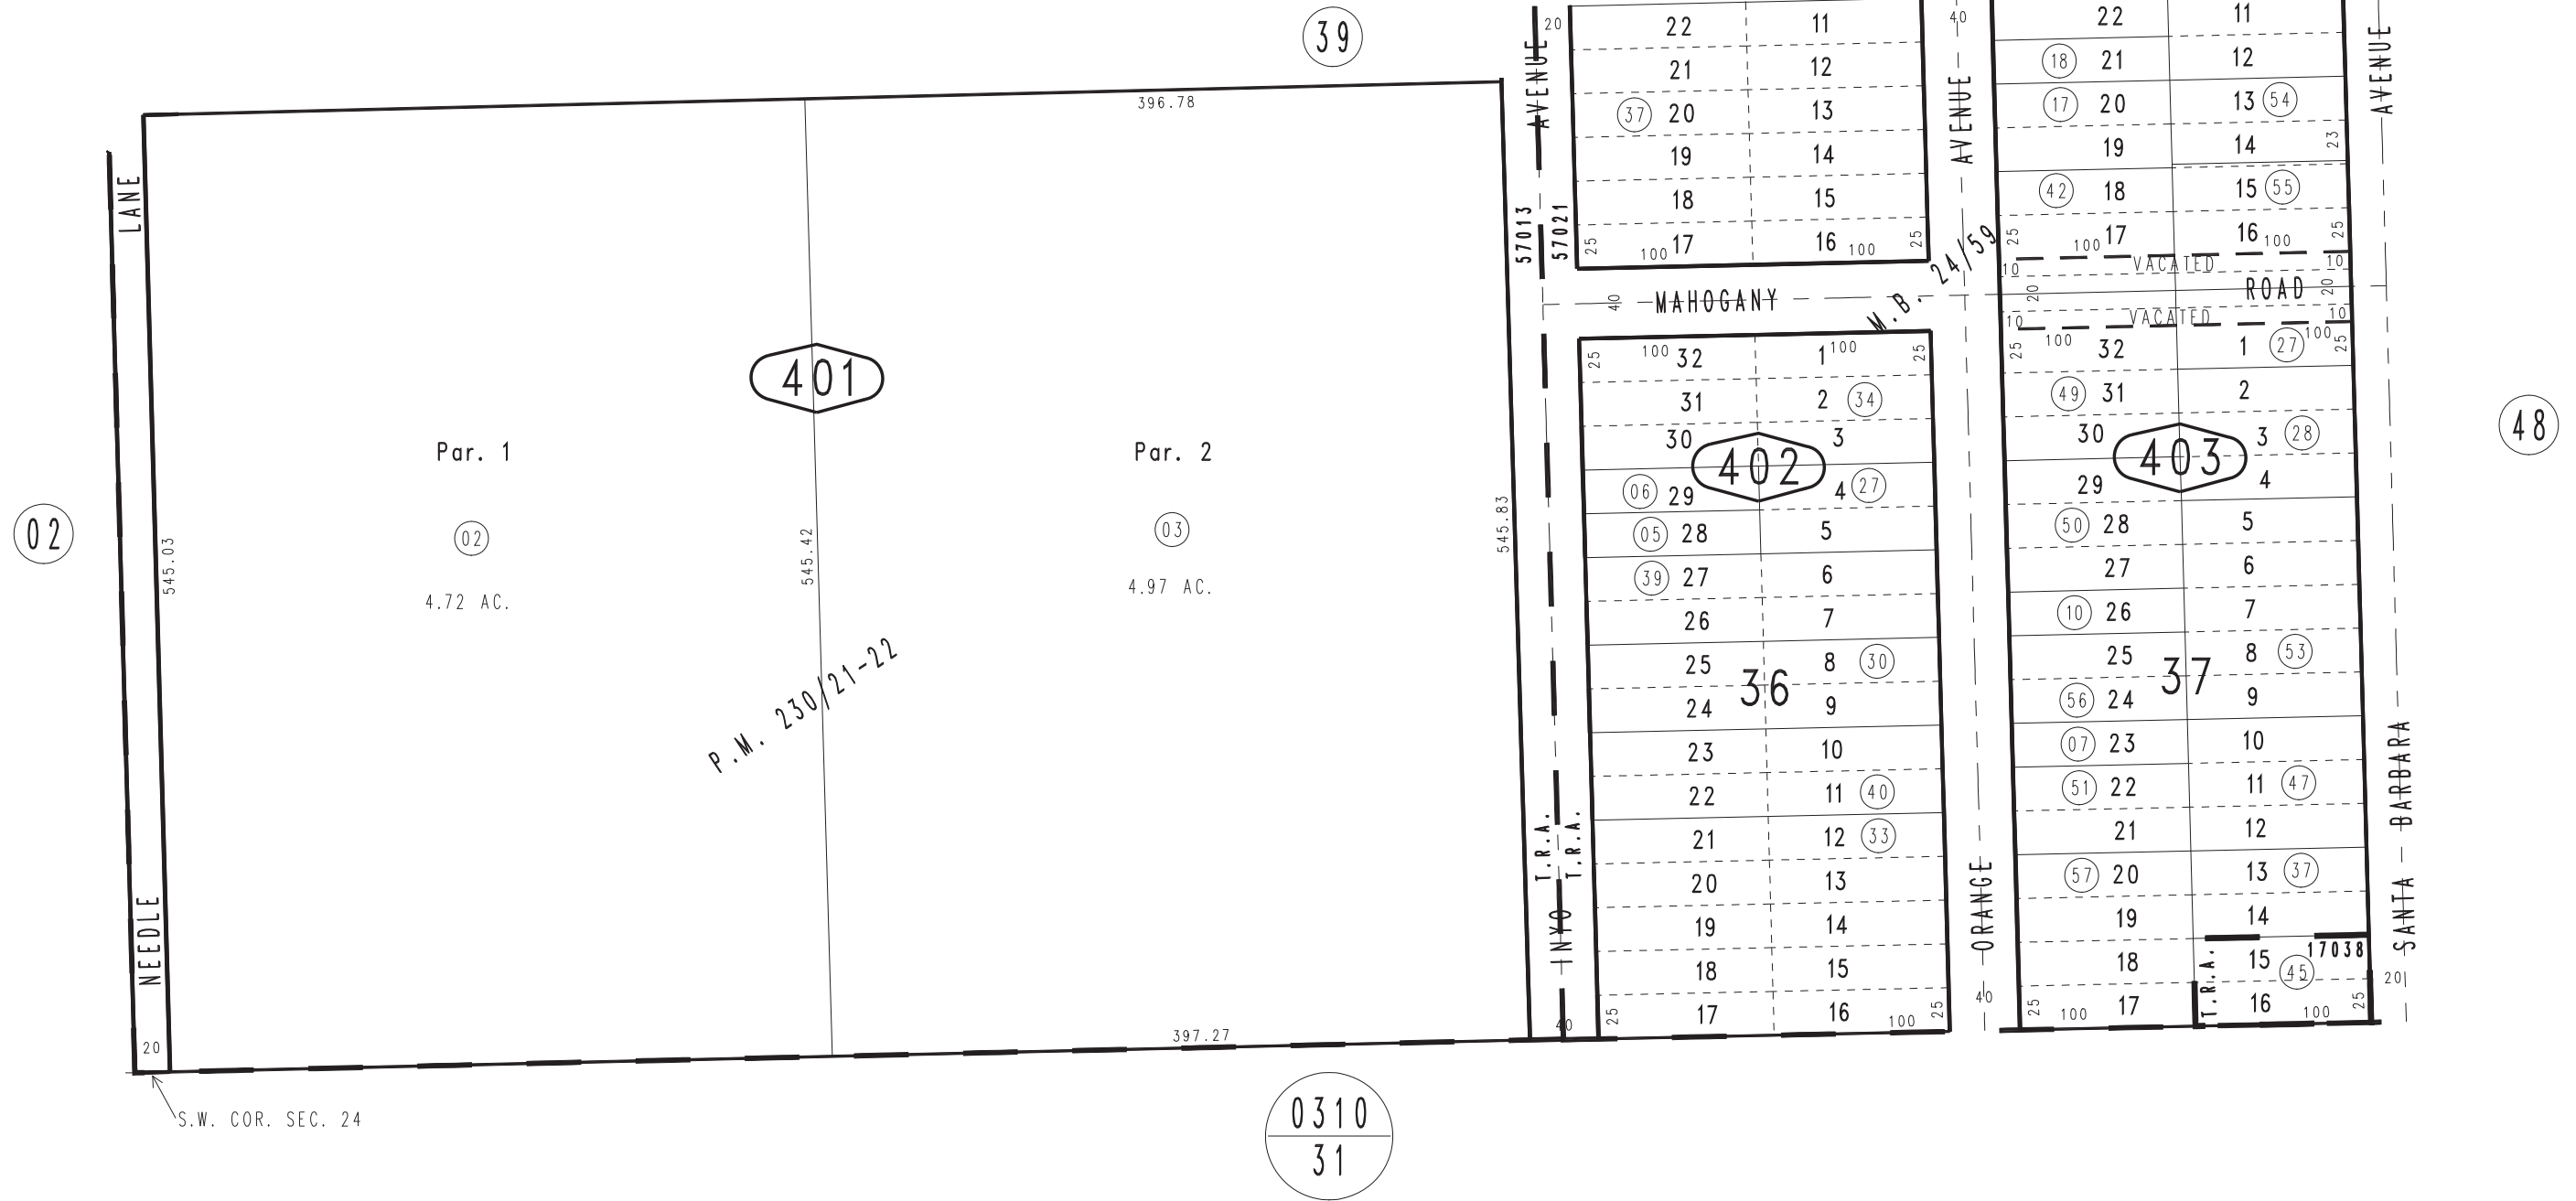 39
396.78
LANE
401
Par. 1
02
4.72 AC.
Par. 2
03
4.97 AC.
02
545.03
545.42
545.83
P.M. 230/21-22
NEEDLE
20
397.27
S.W. COR. SEC. 24
0310
31
AVENUE
20
57013
57021
T.R.A.
T.R.A.
INYO
40
22 11
21 12
37 20 13
19 14
18 15
25 100 17 16 100 25
40 MAHOGANY
M.B. 24/59
25 100 32 1 100 25
31 2 34
30 3
402
06 29 4 27
05 28 5
39 27 6
26 7
25 8 30
36
24 9
23 10
22 11 40
21 12 33
20 13
19 14
18 15
25 17 16 100 25
40
AVENUE
ORANGE
40
22 11
18 21 12
17 20 13 54
19 14 23
42 18 15 55
25 100 17 16 100 25
10 VACATED 10
20 ROAD 20
10 VACATED 10
25 100 32 1 27 100 25
49 31 2
30 3 28
403
29 4
50 28 5
27 6
10 26 7
25 8 53
37
56 24 9
07 23 10
51 22 11 47
21 12
57 20 13 37
19 14
18 15 17038
45
T.R.A.
25 100 17 16 100 25
AVENUE
SANTA BARBARA
20
48